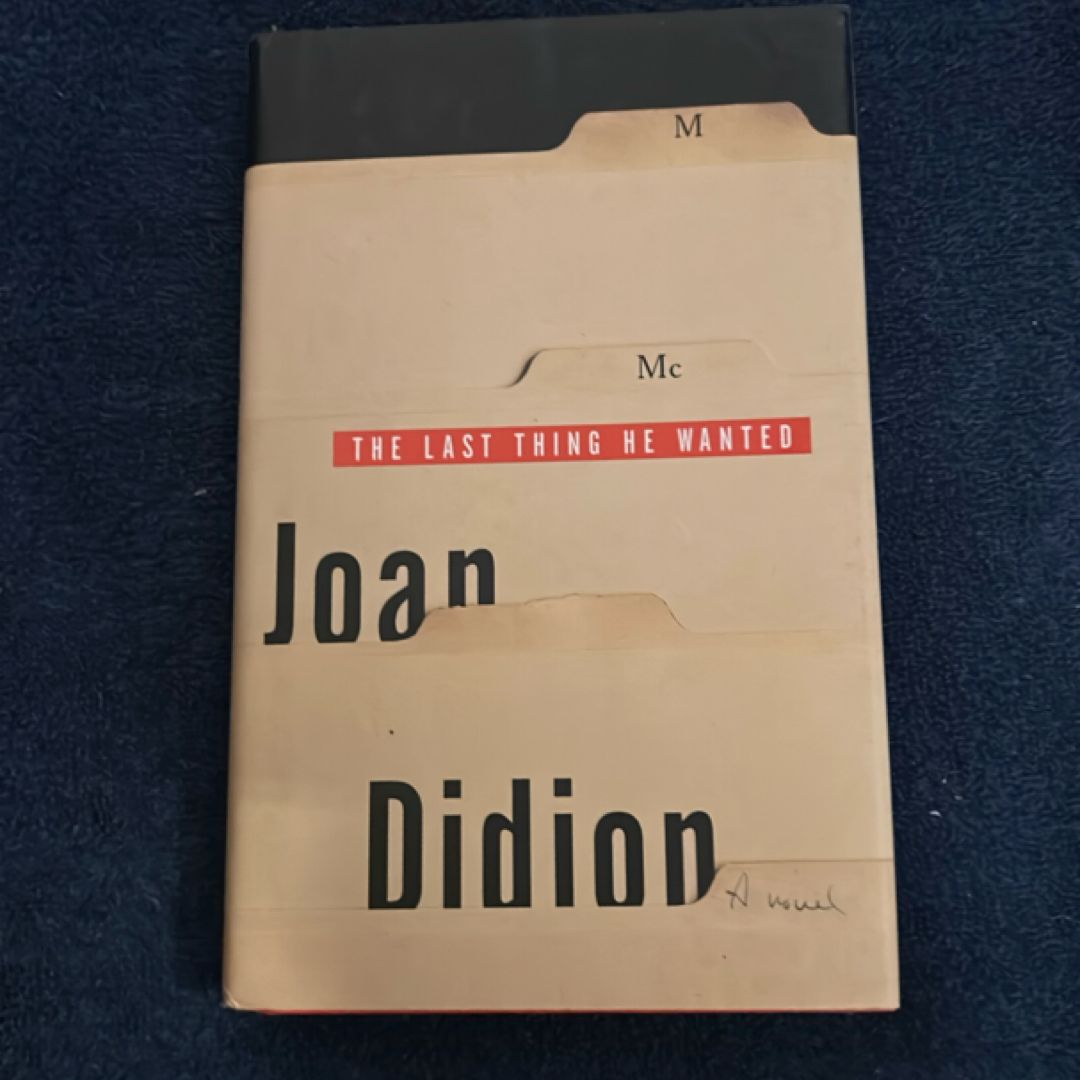 M
Mc
THE LAST THING HE WANTED
Joan
Didion
A novel